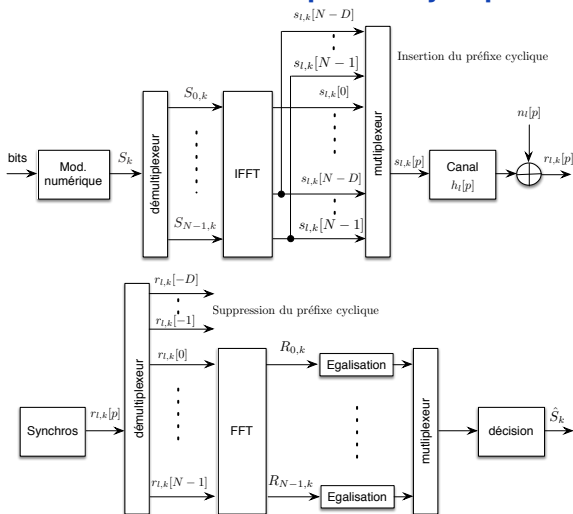 s_{l,k}[N − D]
s_{l,k}[N − 1]
Insertion du préfixe cyclique
S_{0,k}
s_{l,k}[0]
n_l[p]
bits
Mod.
numérique
S_k
démultiplexeur
IFFT
mutliplexeur
s_{l,k}[p]
Canal
h_l[p]
r_{l,k}[p]
s_{l,k}[N − D]
S_{N−1,k}
s_{l,k}[N − 1]
r_{l,k}[−D]
Suppression du préfixe cyclique
r_{l,k}[−1]
r_{l,k}[0]
R_{0,k}
Egalisation
Synchros
r_{l,k}[p]
démultiplexeur
FFT
mutliplexeur
décision
Ŝ_k
r_{l,k}[N − 1]
R_{N−1,k}
Egalisation